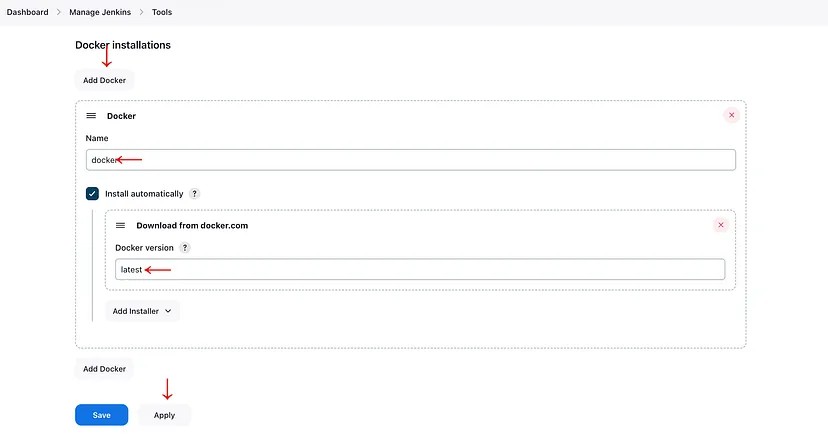 Dashboard > Manage Jenkins > Tools
Docker installations
Add Docker
Docker
Name
docker
Install automatically ?
Download from docker.com
Docker version ?
latest
Add Installer
Add Docker
Save Apply